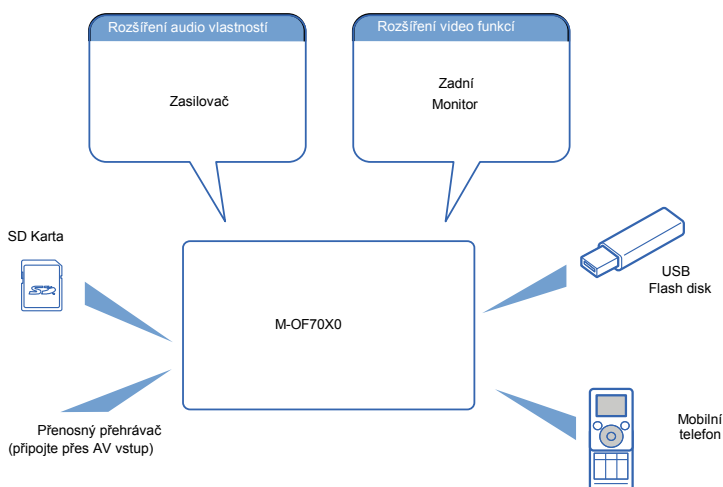 Rozšíření audio vlastností
Zasilovač
Rozšíření video funkcí
Zadní
Monitor
SD Karta
SD
M-OF70X0
USB
Flash disk
Přenosný přehrávač
(připojte přes AV vstup)
Mobilní
telefon